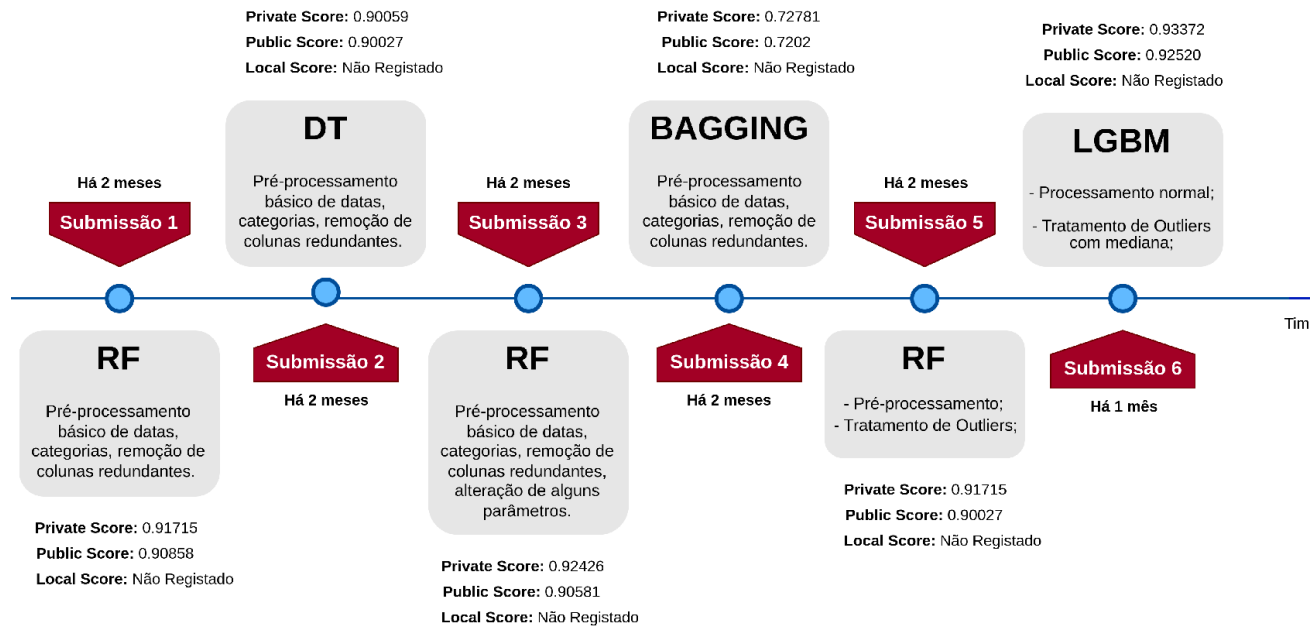 Há 2 meses
Submissão 1
RF
Pré-processamento
básico de datas,
categorias, remoção de
colunas redundantes.
Private Score: 0.91715
Public Score: 0.90858
Local Score: Não Registado
Private Score: 0.90059
Public Score: 0.90027
Local Score: Não Registado
DT
Pré-processamento
básico de datas,
categorias, remoção de
colunas redundantes.
Submissão 2
Há 2 meses
Há 2 meses
Submissão 3
RF
Pré-processamento
básico de datas,
categorias, remoção de
colunas redundantes,
alteração de alguns
parâmetros.
Private Score: 0.92426
Public Score: 0.90581
Local Score: Não Registado
Private Score: 0.72781
Public Score: 0.7202
Local Score: Não Registado
BAGGING
Pré-processamento
básico de datas,
categorias, remoção de
colunas redundantes.
Submissão 4
Há 2 meses
Há 2 meses
Submissão 5
RF
- Pré-processamento;
- Tratamento de Outliers;
Private Score: 0.91715
Public Score: 0.90027
Local Score: Não Registado
Private Score: 0.93372
Public Score: 0.92520
Local Score: Não Registado
LGBM
- Processamento normal;
- Tratamento de Outliers
com mediana;
Submissão 6
Há 1 mês
Tim